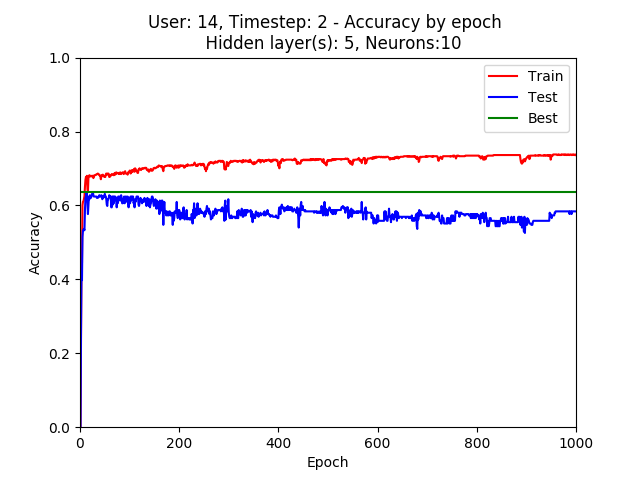 User: 14, Timestep: 2 - Accuracy by epoch
Hidden layer(s): 5, Neurons:10
1.0
0.8
0.6
0.4
0.2
0.0
Accuracy
Train
Test
Best
0
200
400
600
800
1000
Epoch